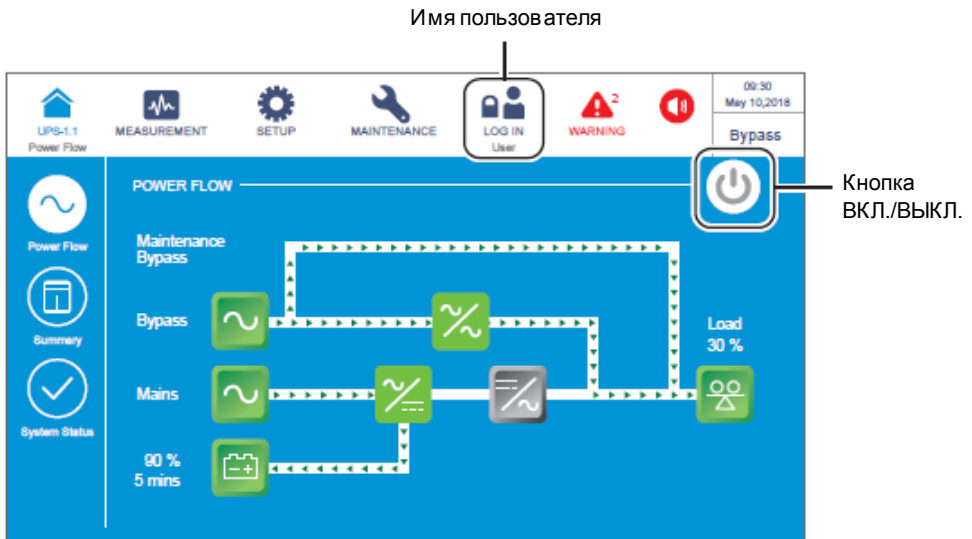 Имя пользователя
09:30
May 10,2018
UPS-1.1
Power Flow
MEASUREMENT
SETUP
MAINTENANCE
LOG IN
User
2
WARNING
Bypass
POWER FLOW
Кнопка
ВКЛ./ВЫКЛ.
Power Flow
Maintenance
Bypass
Bypass
Summery
Load
30 %
Mains
System Status
90 %
5 mins